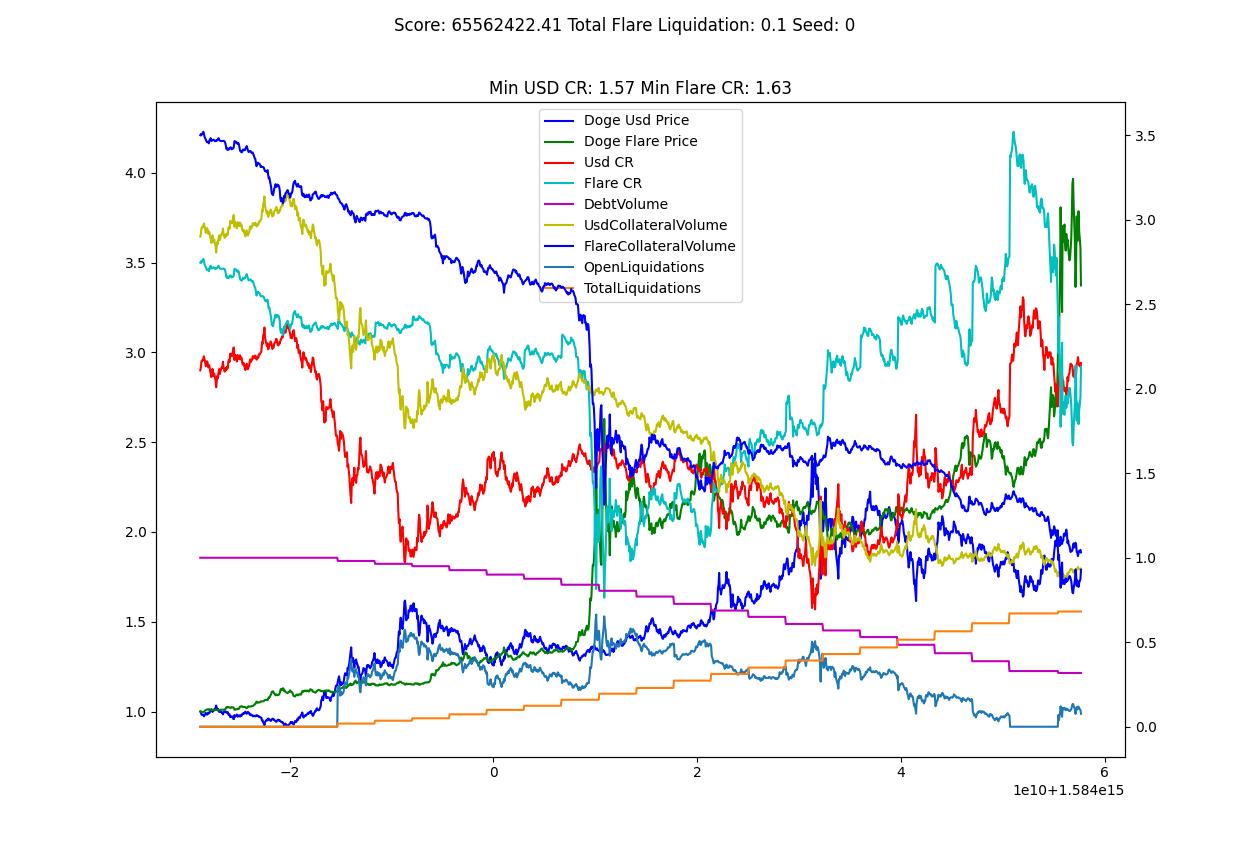 Score: 65562422.41 Total Flare Liquidation: 0.1 Seed: 0
Min USD CR: 1.57 Min Flare CR: 1.63
Doge Usd Price
Doge Flare Price
Usd CR
Flare CR
DebtVolume
UsdCollateralVolume
FlareCollateralVolume
OpenLiquidations
TotalLiquidations
4.0
3.5
3.0
2.5
2.0
1.5
1.0
3.5
3.0
2.5
2.0
1.5
1.0
0.5
0.0
−2
0
2
4
6
1e10+1.584e15